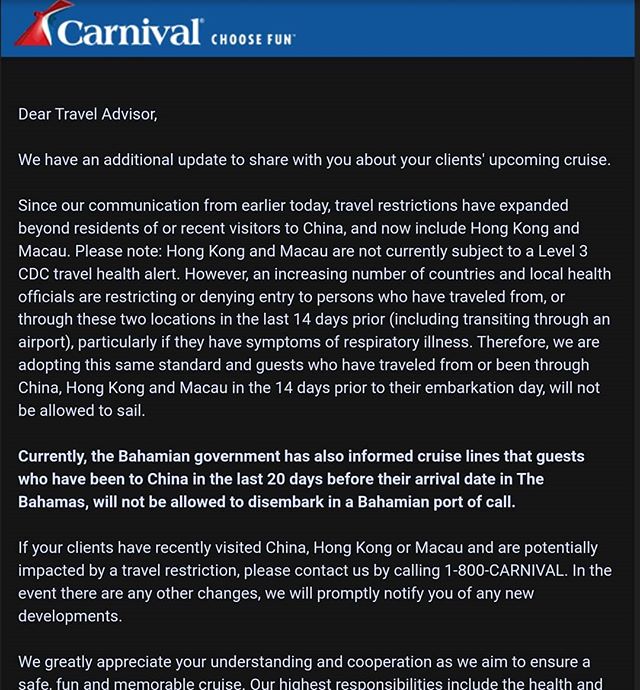 Carnival® CHOOSE FUN™
Dear Travel Advisor,
We have an additional update to share with you about your clients' upcoming cruise.
Since our communication from earlier today, travel restrictions have expanded
beyond residents of or recent visitors to China, and now include Hong Kong and
Macau. Please note: Hong Kong and Macau are not currently subject to a Level 3
CDC travel health alert. However, an increasing number of countries and local health
officials are restricting or denying entry to persons who have traveled from, or
through these two locations in the last 14 days prior (including transiting through an
airport), particularly if they have symptoms of respiratory illness. Therefore, we are
adopting this same standard and guests who have traveled from or been through
China, Hong Kong and Macau in the 14 days prior to their embarkation day, will not
be allowed to sail.
Currently, the Bahamian government has also informed cruise lines that guests
who have been to China in the last 20 days before their arrival date in The
Bahamas, will not be allowed to disembark in a Bahamian port of call.
If your clients have recently visited China, Hong Kong or Macau and are potentially
impacted by a travel restriction, please contact us by calling 1-800-CARNIVAL. In the
event there are any other changes, we will promptly notify you of any new
developments.
We greatly appreciate your understanding and cooperation as we aim to ensure a
safe, fun and memorable cruise. Our highest responsibilities include the health and